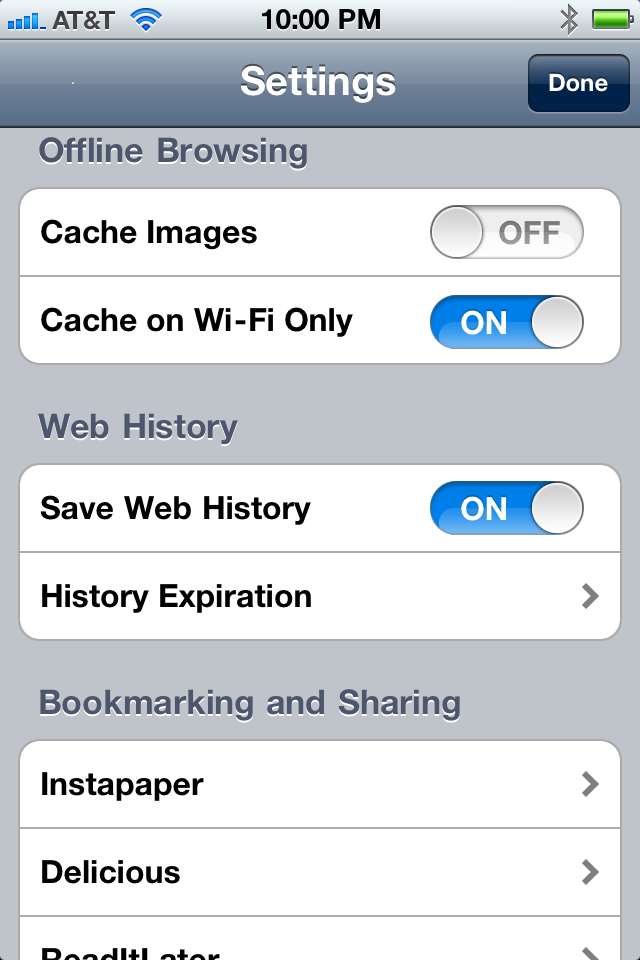 AT&T 10:00 PM
Settings Done
Offline Browsing
Cache Images OFF
Cache on Wi-Fi Only ON
Web History
Save Web History ON
History Expiration
Bookmarking and Sharing
Instapaper
Delicious
ReadItLater